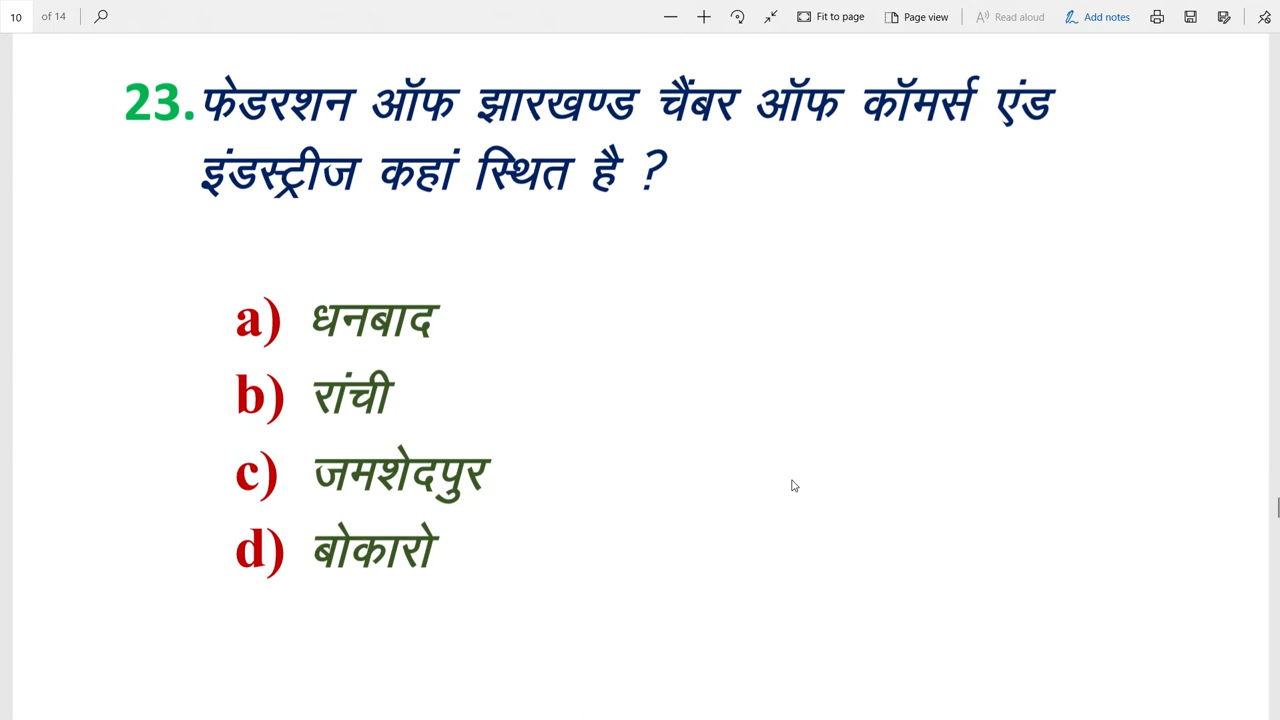 10 of 14 Fit to page Page view Read aloud Add notes
23. फेडरशन ऑफ झारखण्ड चैंबर ऑफ कॉमर्स एंड
इंडस्ट्रीज कहां स्थित है ?
a) धनबाद
b) रांची
c) जमशेदपुर
d) बोकारो